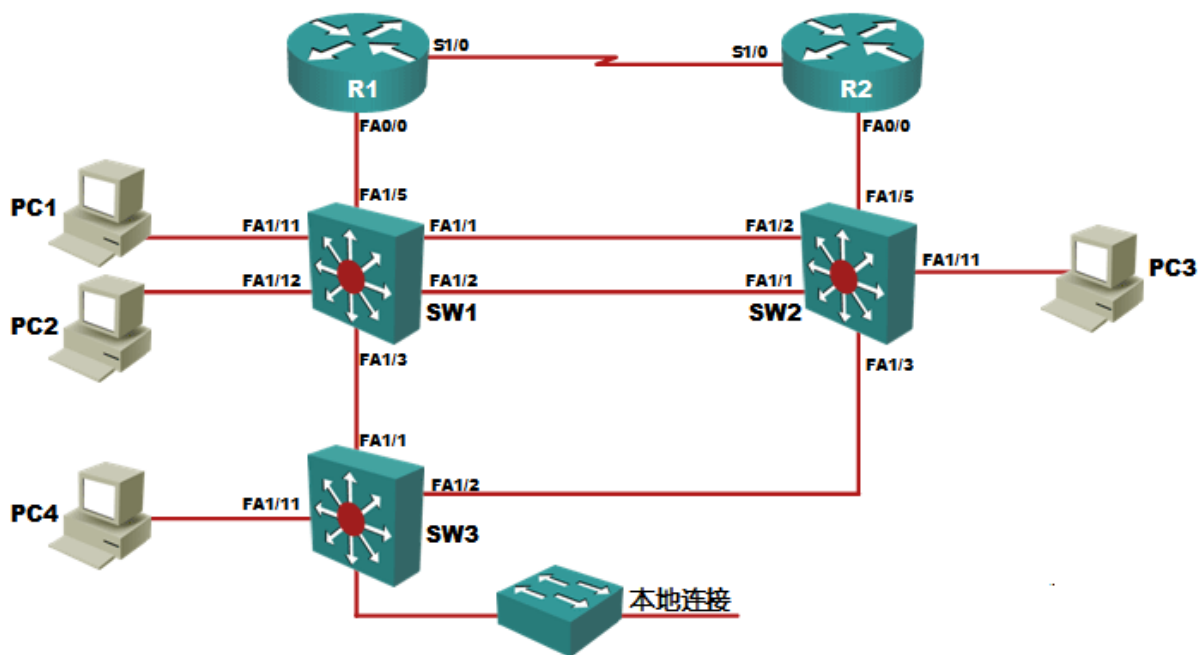 S1/0
S1/0
R1
R2
FA0/0
FA0/0
PC1
FA1/5
FA1/5
FA1/11
FA1/1
FA1/2
FA1/11
PC3
FA1/12
FA1/2
FA1/1
PC2
SW1
SW2
FA1/3
FA1/3
FA1/1
FA1/2
PC4
FA1/11
SW3
本地连接